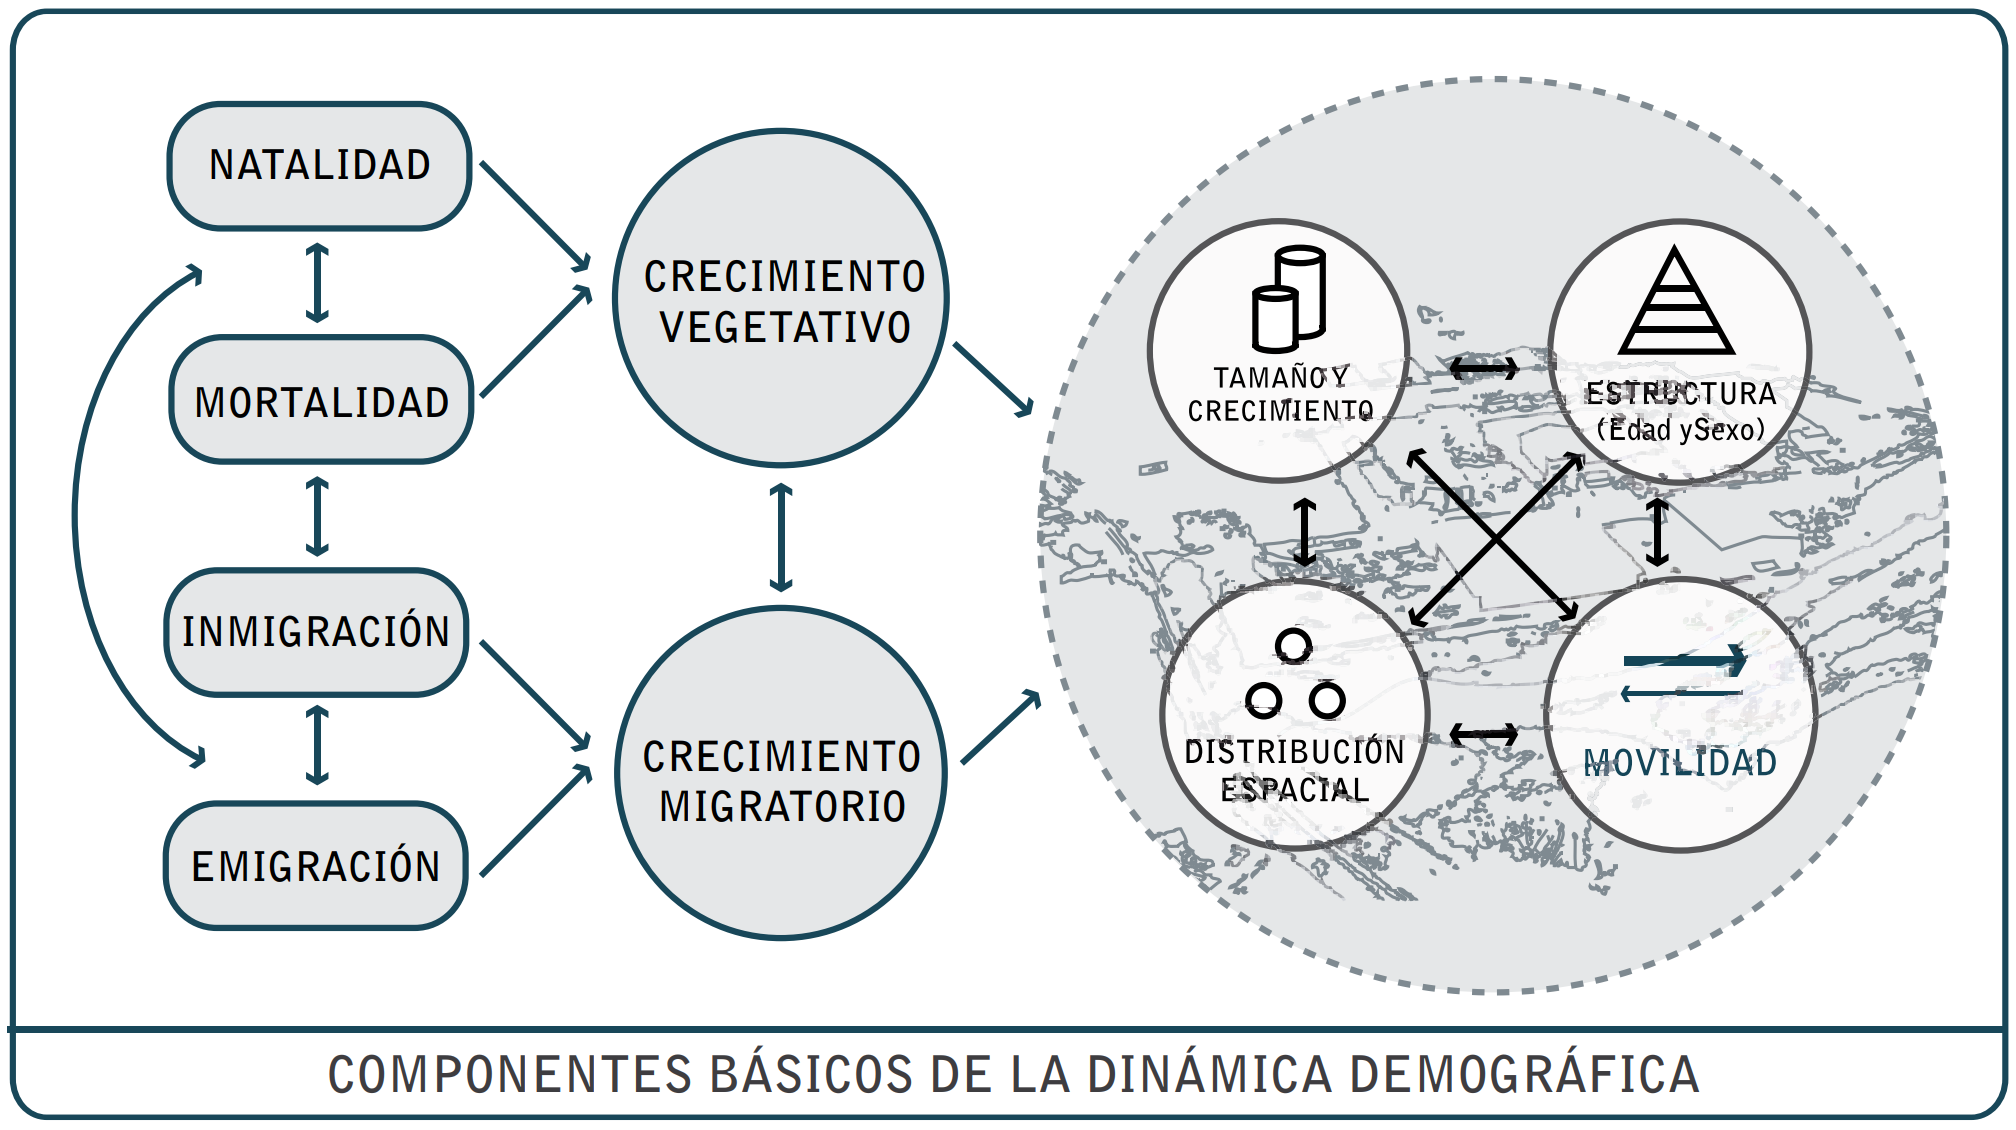 NATALIDAD
MORTALIDAD
INMIGRACIÓN
EMIGRACIÓN
CRECIMIENTO
VEGETATIVO
CRECIMIENTO
MIGRATORIO
TAMAÑO Y
CRECIMIENTO
ESTRUCTURA
(Edad y Sexo)
DISTRIBUCIÓN
ESPACIAL
MOVILIDAD
COMPONENTES BÁSICOS DE LA DINÁMICA DEMOGRÁFICA